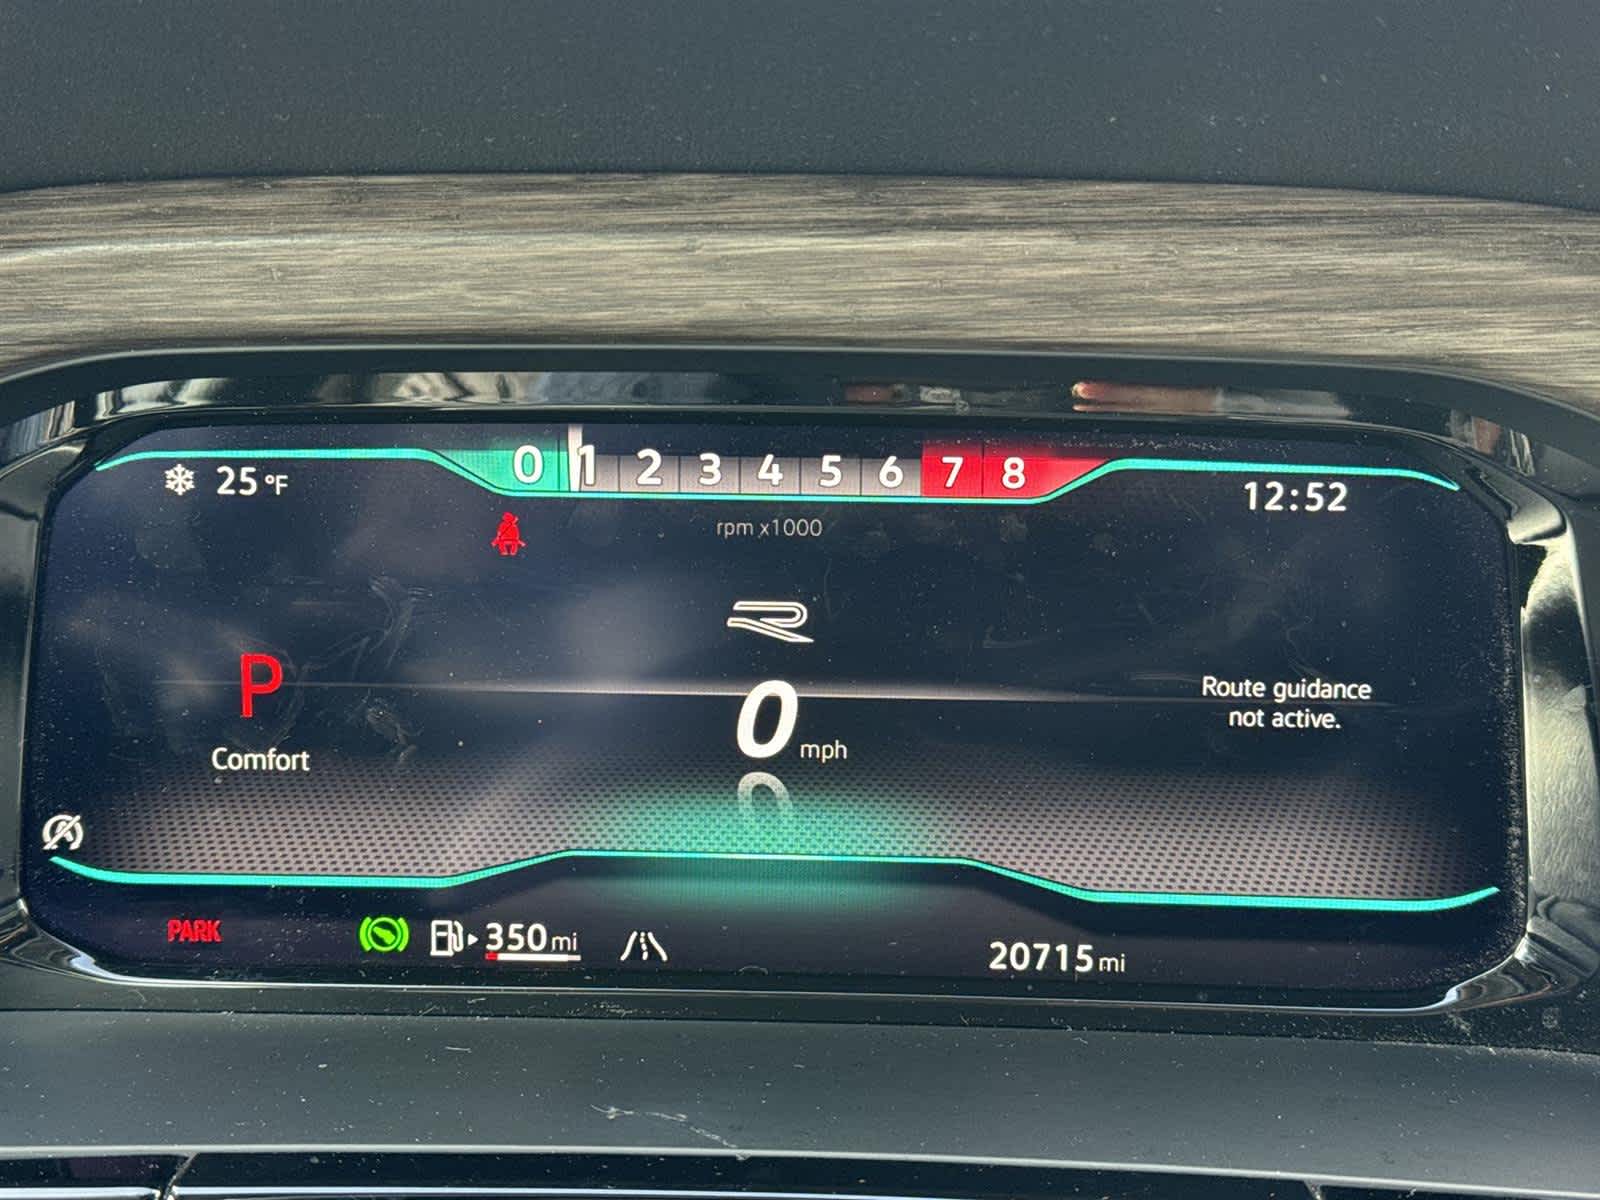 0 1 2 3 4 5 6 7 8
25 °F
12:52
rpm x1000
R
P
Comfort
0 mph
Route guidance
not active.
A
PARK
350 mi
20715 mi